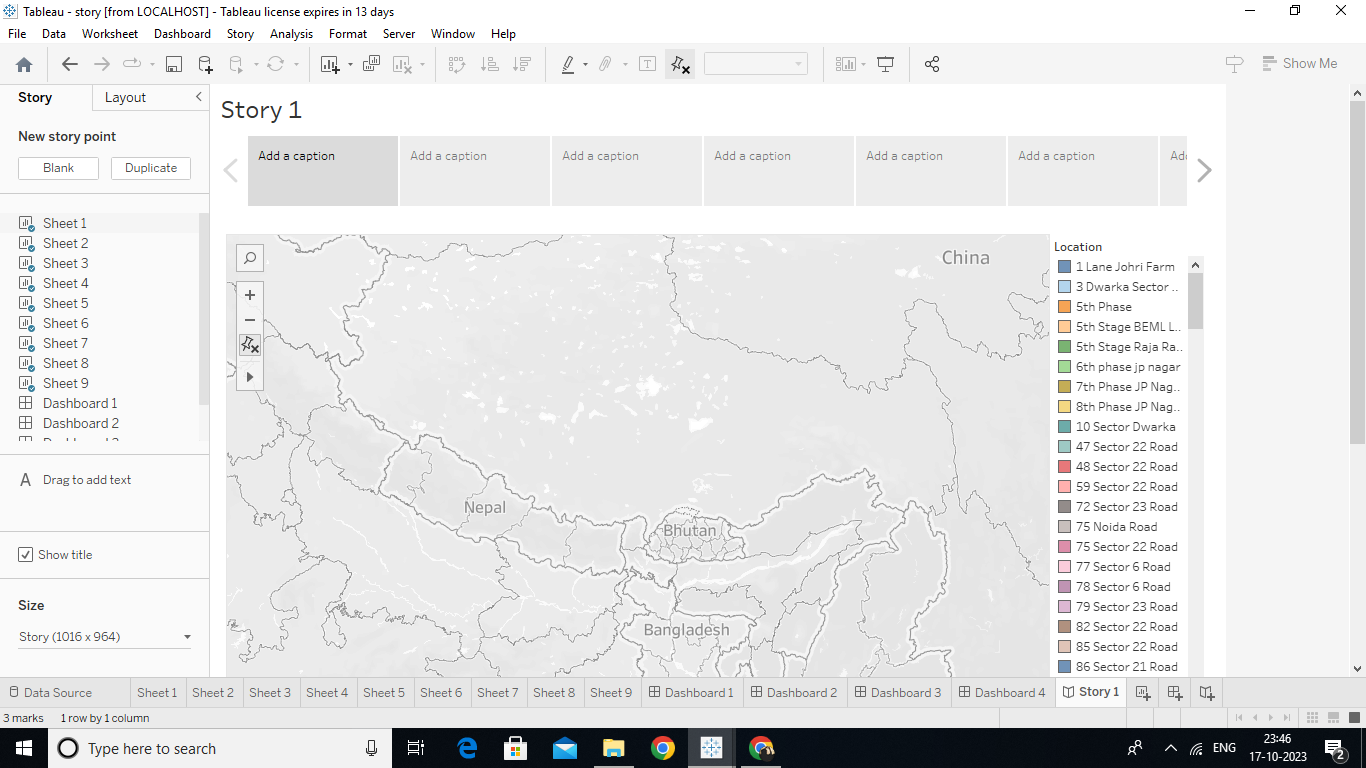 Tableau - story [from LOCALHOST] - Tableau license expires in 13 days
File Data Worksheet Dashboard Story Analysis Format Server Window Help
Show Me
Story Layout
New story point
Blank Duplicate
Sheet 1
Sheet 2
Sheet 3
Sheet 4
Sheet 5
Sheet 6
Sheet 7
Sheet 8
Sheet 9
Dashboard 1
Dashboard 2
A Drag to add text
Show title
Size
Story (1016 x 964)
Story 1
Add a caption Add a caption Add a caption Add a caption Add a caption Add a caption
China
Nepal
Bhutan
Bangladesh
Location
1 Lane Johri Farm
3 Dwarka Sector ..
5th Phase
5th Stage BEML L..
5th Stage Raja Ra..
6th phase jp nagar
7th Phase JP Nag..
8th Phase JP Nag..
10 Sector Dwarka
47 Sector 22 Road
48 Sector 22 Road
59 Sector 22 Road
72 Sector 23 Road
75 Noida Road
75 Sector 22 Road
77 Sector 6 Road
78 Sector 6 Road
79 Sector 23 Road
82 Sector 22 Road
85 Sector 22 Road
86 Sector 21 Road
Data Source Sheet 1 Sheet 2 Sheet 3 Sheet 4 Sheet 5 Sheet 6 Sheet 7 Sheet 8 Sheet 9 Dashboard 1 Dashboard 2 Dashboard 3 Dashboard 4 Story 1
3 marks 1 row by 1 column
Type here to search
ENG
23:46
17-10-2023
2